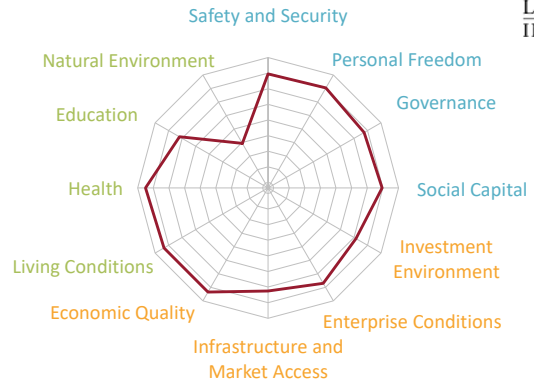 Safety and Security
Natural Environment
Personal Freedom
Education
Governance
Health
Social Capital
Living Conditions
Investment
Environment
Economic Quality
Enterprise Conditions
Infrastructure and
Market Access